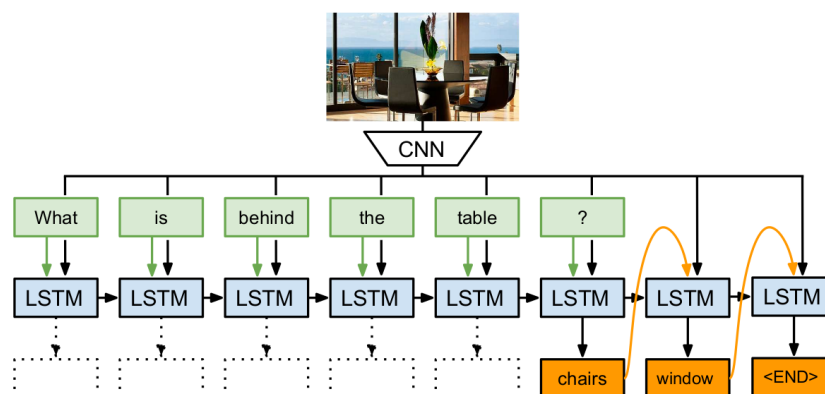 CNN
What is behind the table ?
LSTM LSTM LSTM LSTM LSTM LSTM LSTM LSTM
chairs window <END>